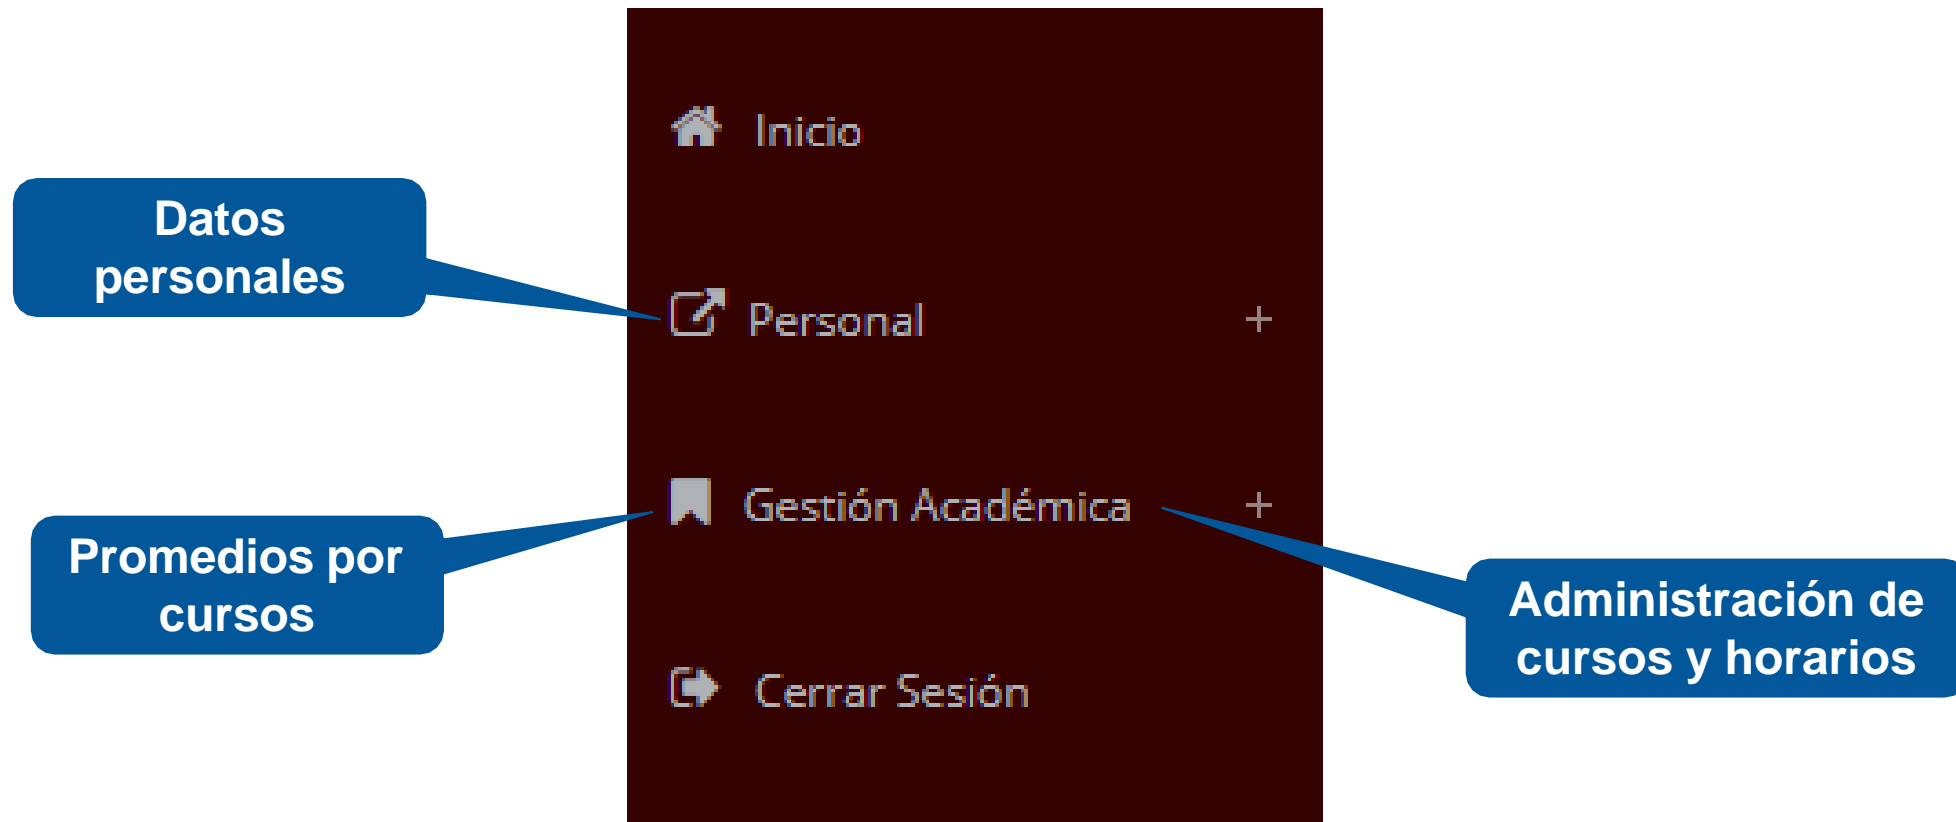 Inicio
Datos
personales
Personal +
Gestión Académica +
Promedios por
cursos
Administración de
cursos y horarios
Cerrar Sesión